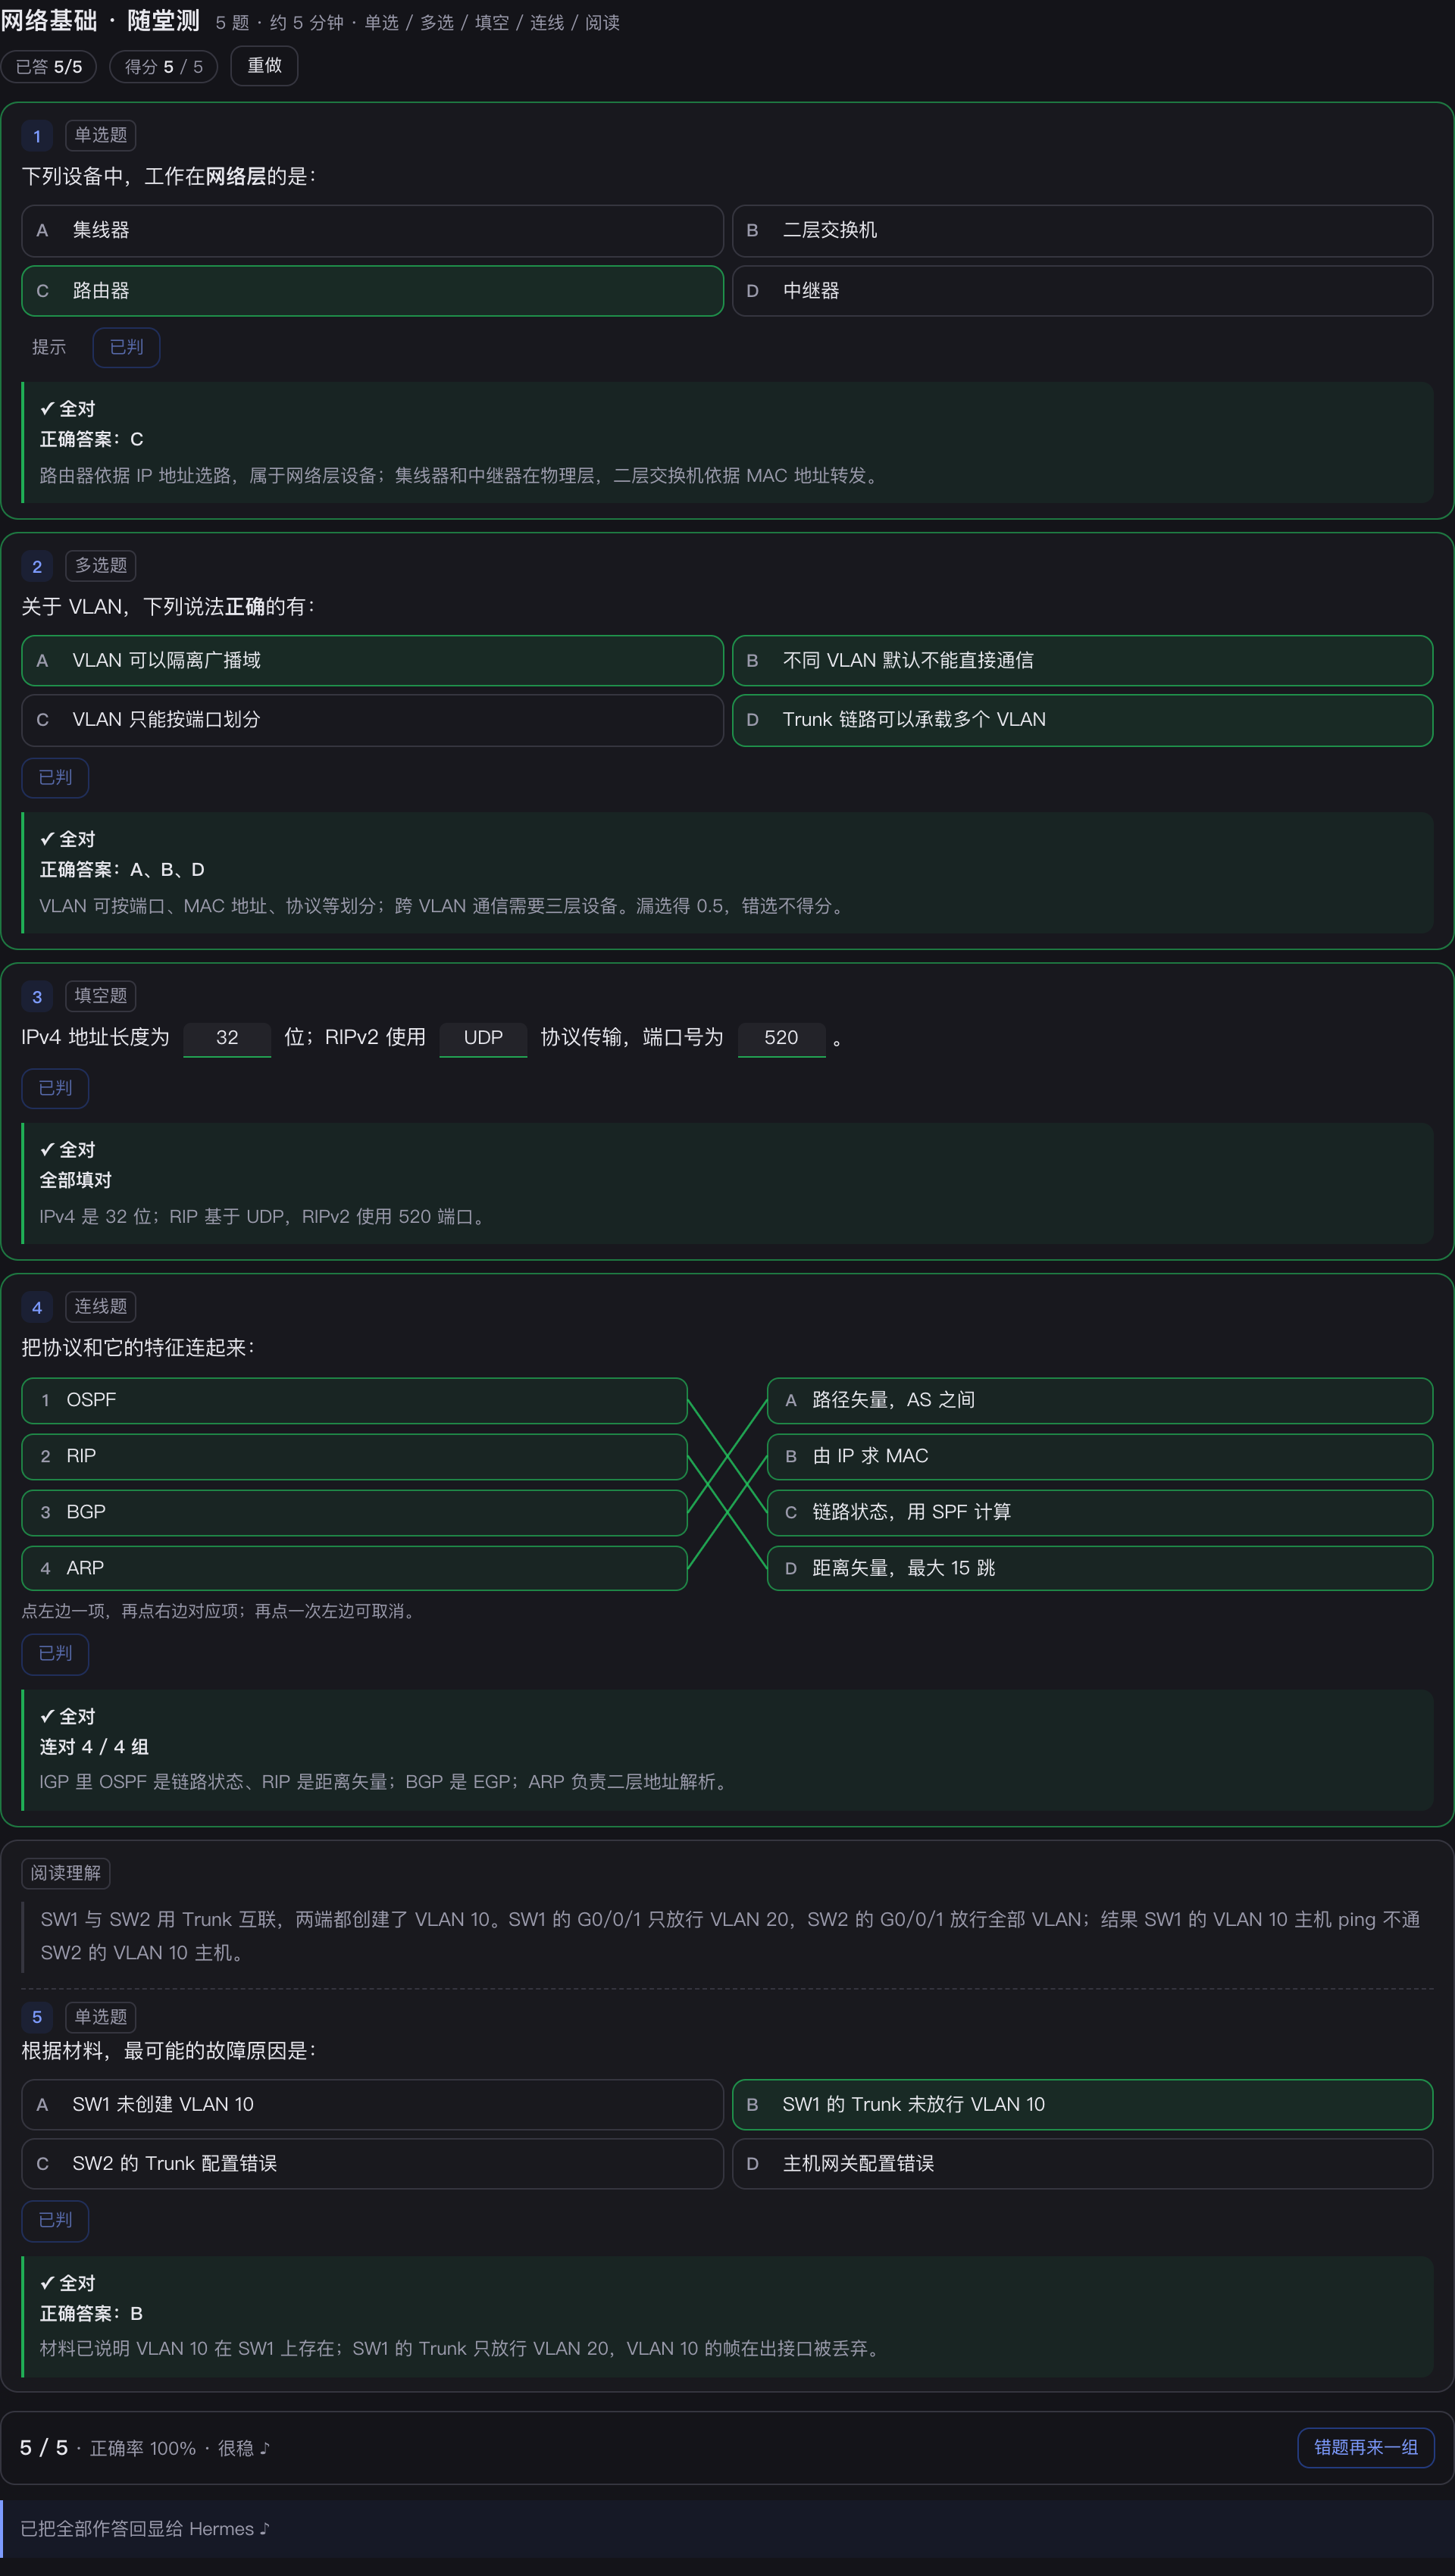 网络基础 · 随堂测 5 题 · 约 5 分钟 · 单选 / 多选 / 填空 / 连线 / 阅读
已答 5/5 得分 5 / 5 重做
1 单选题
下列设备中，工作在网络层的是：
A 集线器
B 二层交换机
C 路由器
D 中继器
提示 已判
✓ 全对
正确答案：C
路由器依据 IP 地址选路，属于网络层设备；集线器和中继器在物理层，二层交换机依据 MAC 地址转发。
2 多选题
关于 VLAN，下列说法正确的有：
A VLAN 可以隔离广播域
B 不同 VLAN 默认不能直接通信
C VLAN 只能按端口划分
D Trunk 链路可以承载多个 VLAN
已判
✓ 全对
正确答案：A、B、D
VLAN 可按端口、MAC 地址、协议等划分；跨 VLAN 通信需要三层设备。漏选得 0.5，错选不得分。
3 填空题
IPv4 地址长度为 32 位；RIPv2 使用 UDP 协议传输，端口号为 520 。
已判
✓ 全对
全部填对
IPv4 是 32 位；RIP 基于 UDP，RIPv2 使用 520 端口。
4 连线题
把协议和它的特征连起来：
1 OSPF
A 路径矢量，AS 之间
2 RIP
B 由 IP 求 MAC
3 BGP
C 链路状态，用 SPF 计算
4 ARP
D 距离矢量，最大 15 跳
点左边一项，再点右边对应项；再点一次左边可取消。
已判
✓ 全对
连对 4 / 4 组
IGP 里 OSPF 是链路状态、RIP 是距离矢量；BGP 是 EGP；ARP 负责二层地址解析。
阅读理解
SW1 与 SW2 用 Trunk 互联，两端都创建了 VLAN 10。SW1 的 G0/0/1 只放行 VLAN 20，SW2 的 G0/0/1 放行全部 VLAN；结果 SW1 的 VLAN 10 主机 ping 不通
SW2 的 VLAN 10 主机。
5 单选题
根据材料，最可能的故障原因是：
A SW1 未创建 VLAN 10
B SW1 的 Trunk 未放行 VLAN 10
C SW2 的 Trunk 配置错误
D 主机网关配置错误
已判
✓ 全对
正确答案：B
材料已说明 VLAN 10 在 SW1 上存在；SW1 的 Trunk 只放行 VLAN 20，VLAN 10 的帧在出接口被丢弃。
5 / 5 · 正确率 100% · 很稳 ♪ 错题再来一组
已把全部作答回显给 Hermes ♪